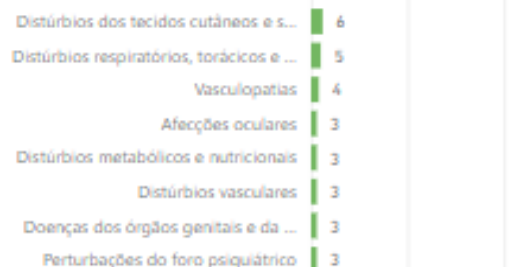 Distúrbios dos tecidos cutâneos e s... 6
Distúrbios respiratórios, torácicos e ... 5
Vasculopatias 4
Afecções oculares 3
Distúrbios metabólicos e nutricionais 3
Distúrbios vasculares 3
Doenças dos órgãos genitais e da ... 3
Perturbações do foro psiquiátrico 3